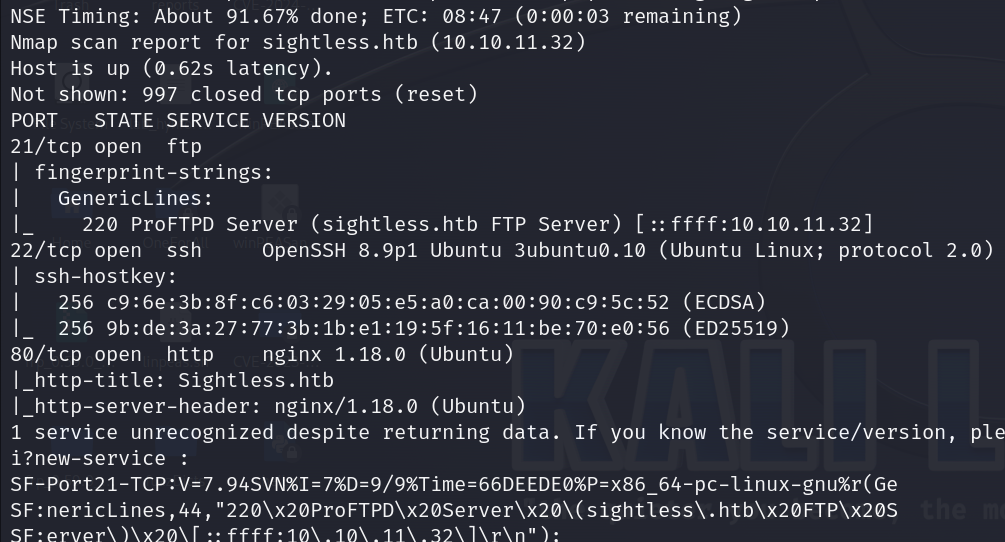 NSE Timing: About 91.67% done; ETC: 08:47 (0:00:03 remaining)
Nmap scan report for sightless.htb (10.10.11.32)
Host is up (0.62s latency).
Not shown: 997 closed tcp ports (reset)
PORT   STATE SERVICE VERSION
21/tcp open  ftp
| fingerprint-strings:
|   GenericLines:
|_    220 ProFTPD Server (sightless.htb FTP Server) [::ffff:10.10.11.32]
22/tcp open  ssh     OpenSSH 8.9p1 Ubuntu 3ubuntu0.10 (Ubuntu Linux; protocol 2.0)
| ssh-hostkey:
|   256 c9:6e:3b:8f:c6:03:29:05:e5:a0:ca:00:90:c9:5c:52 (ECDSA)
|_  256 9b:de:3a:27:77:3b:1b:e1:19:5f:16:11:be:70:e0:56 (ED25519)
80/tcp open  http    nginx 1.18.0 (Ubuntu)
|_http-title: Sightless.htb
|_http-server-header: nginx/1.18.0 (Ubuntu)
1 service unrecognized despite returning data. If you know the service/version, ple
i?new-service :
SF-Port21-TCP:V=7.94SVN%I=7%D=9/9%Time=66DEEDE0%P=x86_64-pc-linux-gnu%r(Ge
SF:nericLines,44,"220\x20ProFTPD\x20Server\x20\(sightless\.htb\x20FTP\x20S
SF:erver\)\x20\[::ffff:10\.10\.11\.32\]\r\n");
KALI L